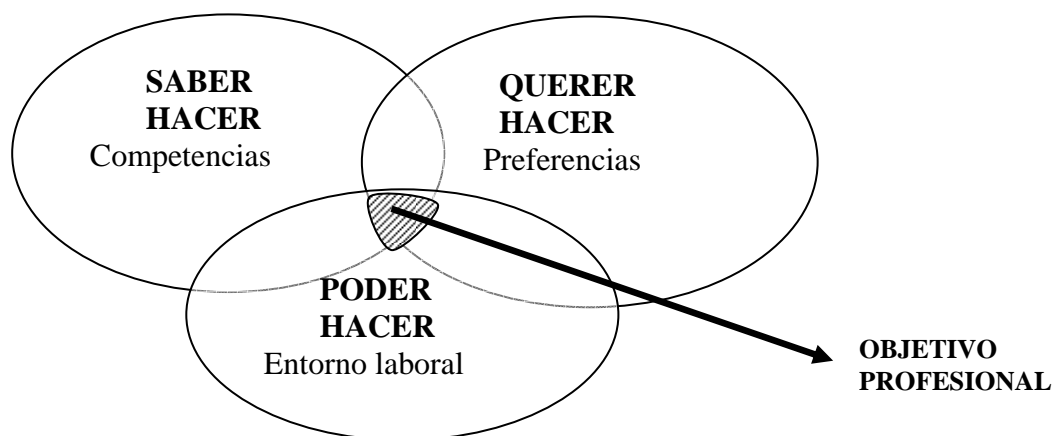 SABER
HACER
Competencias
QUERER
HACER
Preferencias
PODER
HACER
Entorno laboral
OBJETIVO
PROFESIONAL